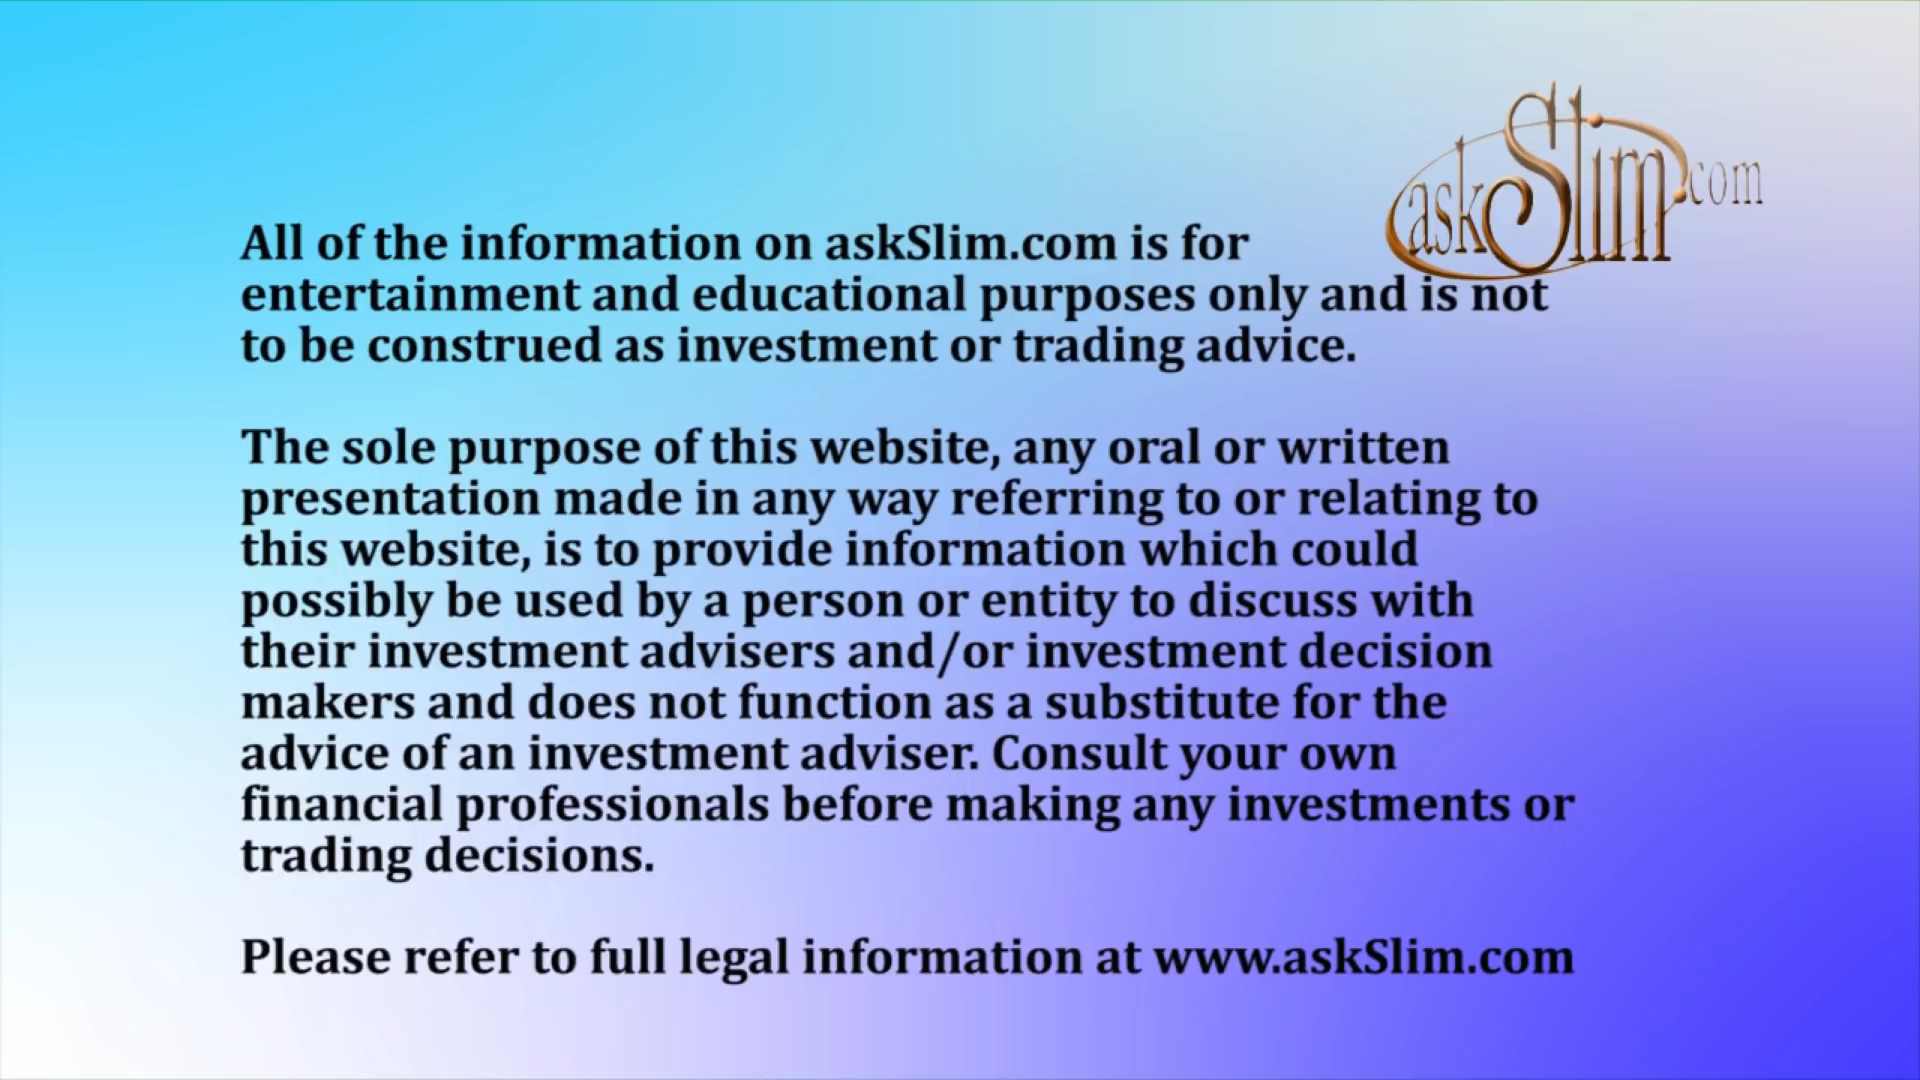 askSlim.com
All of the information on askSlim.com is for
entertainment and educational purposes only and is not
to be construed as investment or trading advice.
The sole purpose of this website, any oral or written
presentation made in any way referring to or relating to
this website, is to provide information which could
possibly be used by a person or entity to discuss with
their investment advisers and/or investment decision
makers and does not function as a substitute for the
advice of an investment adviser. Consult your own
financial professionals before making any investments or
trading decisions.
Please refer to full legal information at www.askSlim.com